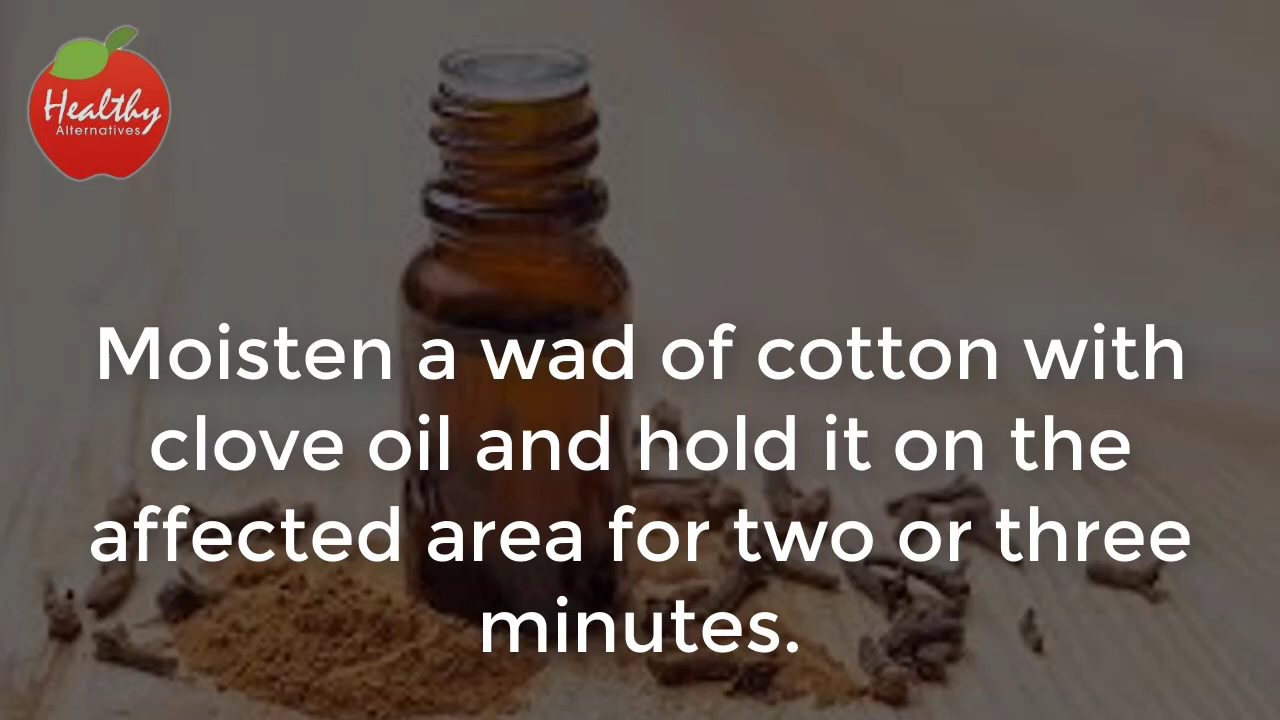 Healthy
Alternatives
Moisten a wad of cotton with
clove oil and hold it on the
affected area for two or three
minutes.